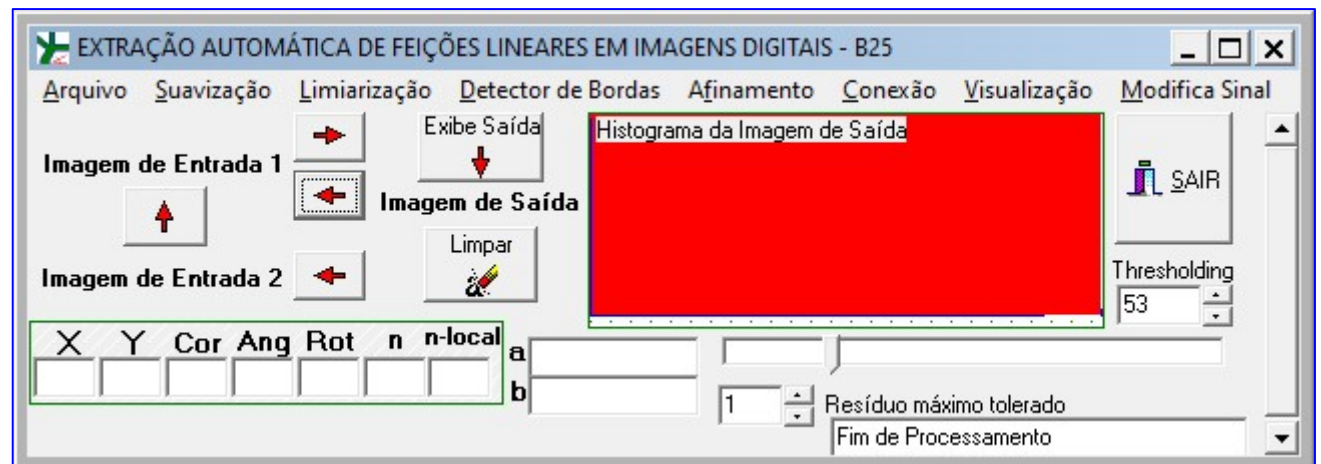 EXTRAÇÃO AUTOMÁTICA DE FEIÇÕES LINEARES EM IMAGENS DIGITAIS - B25
Arquivo Suavização Limiarização Detector de Bordas Afinamento Conexão Visualização Modifica Sinal
Exibe Saída
Histograma da Imagem de Saída
Imagem de Entrada 1
SAIR
Imagem de Saída
Limpar
Imagem de Entrada 2
Thresholding
53
X Y Cor Ang Rot n n-local
a
b
1
Resíduo máximo tolerado
Fim de Processamento